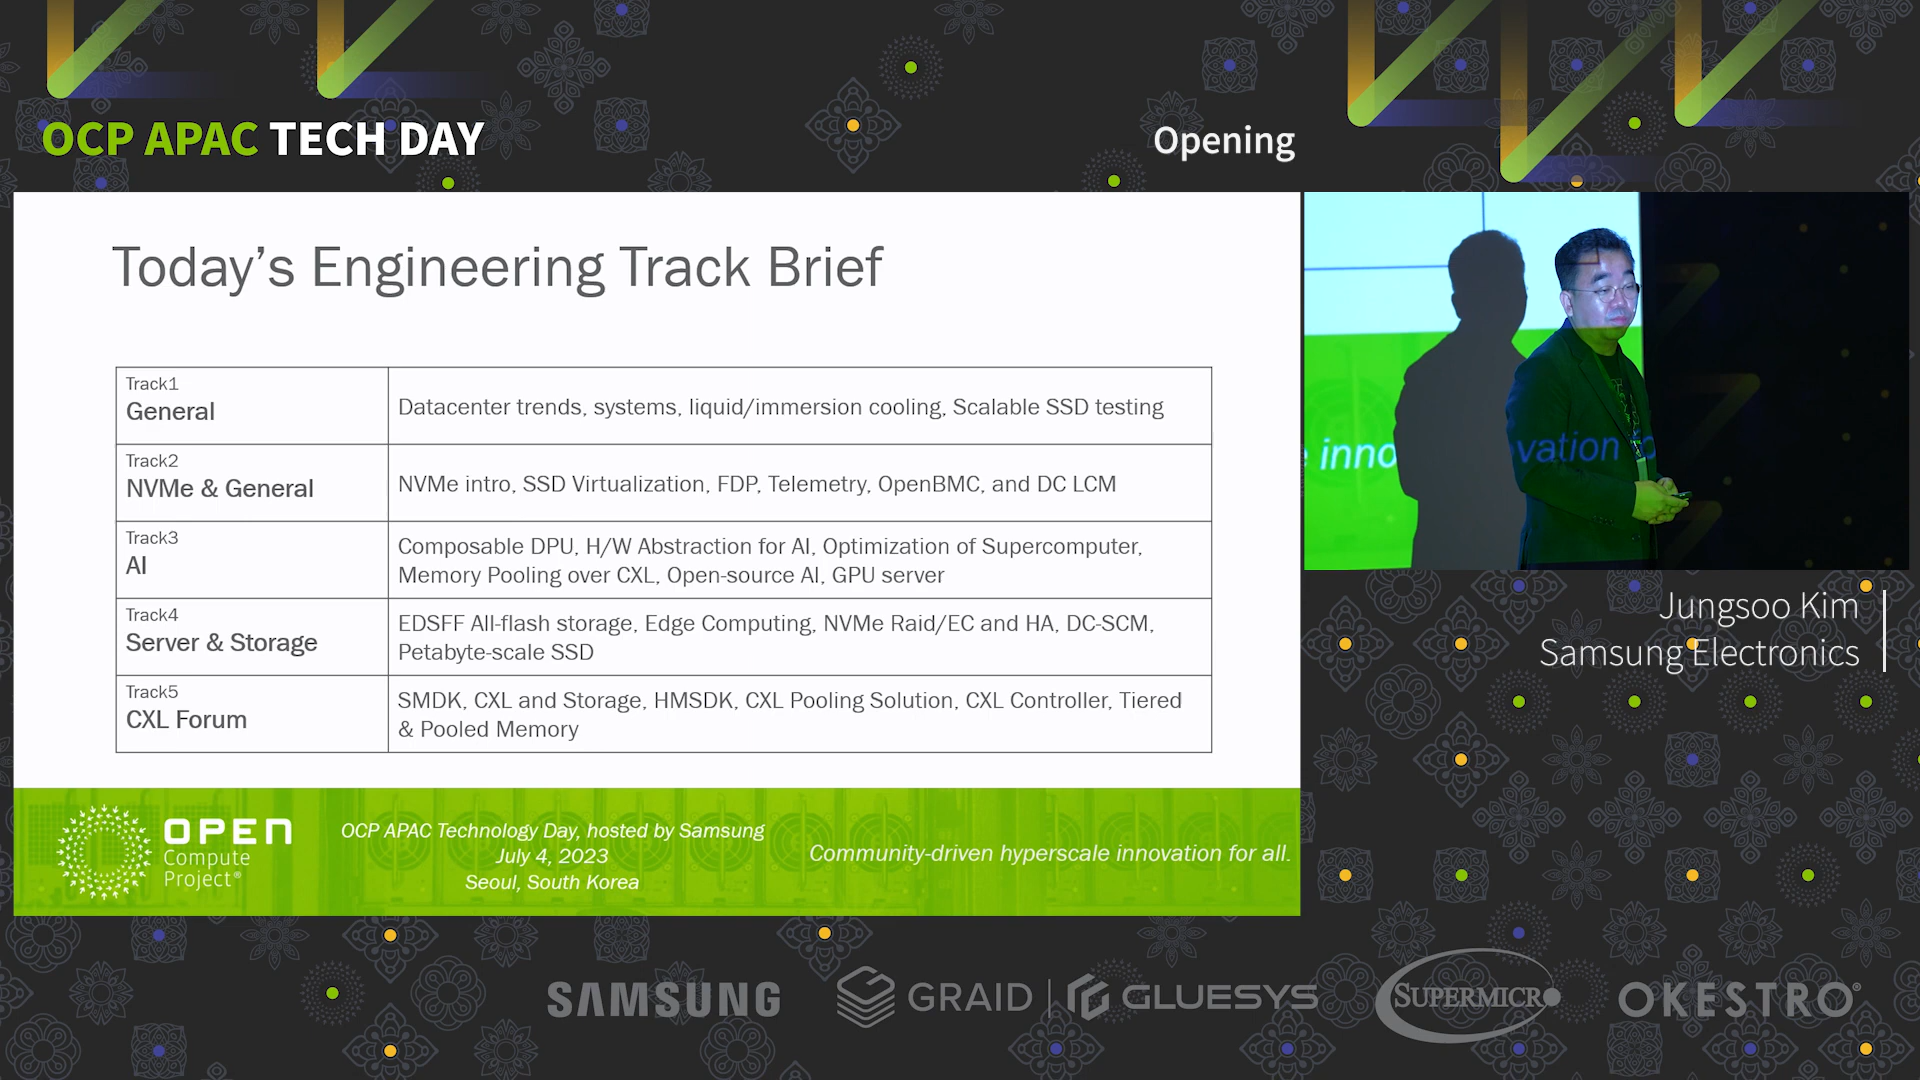 OCP APAC TECH DAY
Opening
Today's Engineering Track Brief
Track1
General
Datacenter trends, systems, liquid/immersion cooling, Scalable SSD testing
Track2
NVMe & General
NVMe intro, SSD Virtualization, FDP, Telemetry, OpenBMC, and DC LCM
Track3
AI
Composable DPU, H/W Abstraction for AI, Optimization of Supercomputer,
Memory Pooling over CXL, Open-source AI, GPU server
Track4
Server & Storage
EDSFF All-flash storage, Edge Computing, NVMe Raid/EC and HA, DC-SCM,
Petabyte-scale SSD
Track5
CXL Forum
SMDK, CXL and Storage, HMSDK, CXL Pooling Solution, CXL Controller, Tiered
& Pooled Memory
OPEN
Compute
Project®
OCP APAC Technology Day, hosted by Samsung
July 4, 2023
Seoul, South Korea
Community-driven hyperscale innovation for all.
inno vation
Jungsoo Kim
Samsung Electronics
SAMSUNG
GRAID
GLUESYS
SUPERMICRO
OKESTRO®